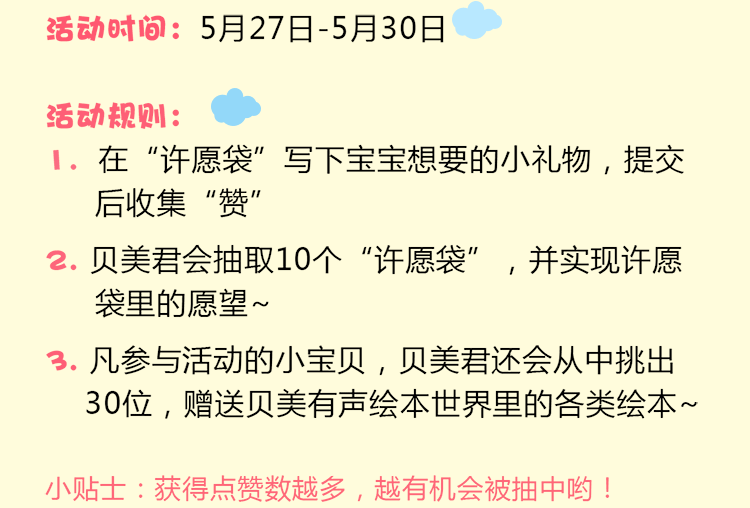 活动时间：5月27日-5月30日
活动规则：
1. 在“许愿袋”写下宝宝想要的小礼物，提交
后收集“赞”
2. 贝美君会抽取10个“许愿袋”，并实现许愿
袋里的愿望~
3. 凡参与活动的小宝贝，贝美君还会从中挑出
30位，赠送贝美有声绘本世界里的各类绘本~
小贴士：获得点赞数越多，越有机会被抽中哟！